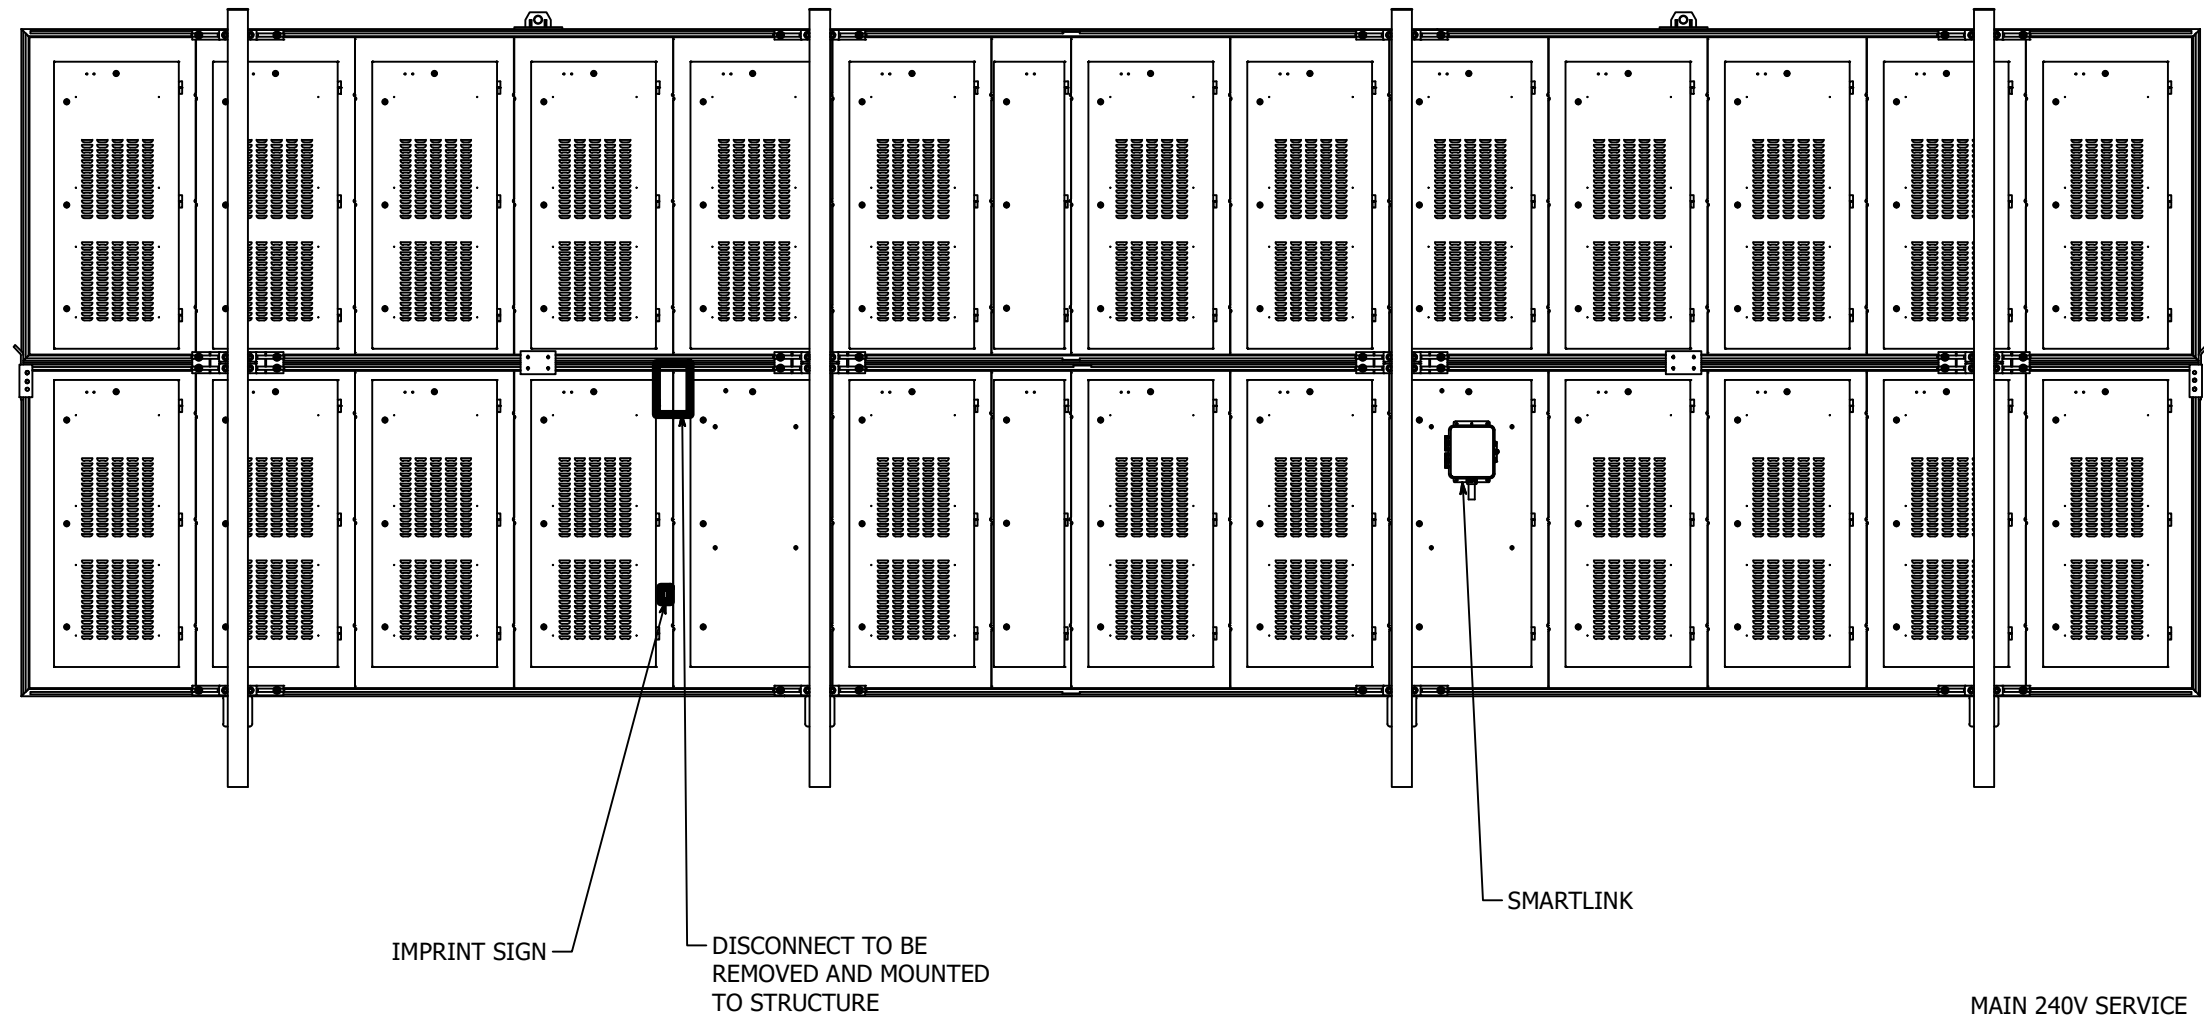 SMARTLINK
IMPRINT SIGN
DISCONNECT TO BE
REMOVED AND MOUNTED
TO STRUCTURE
MAIN 240V SERVICE